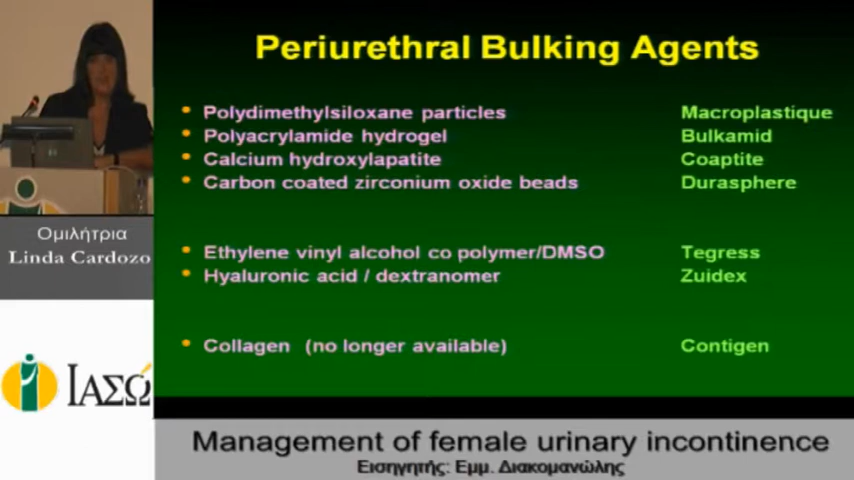 Periurethral Bulking Agents
• Polydimethylsiloxane particles Macroplastique
• Polyacrylamide hydrogel Bulkamid
• Calcium hydroxylapatite Coaptite
• Carbon coated zirconium oxide beads Durasphere
• Ethylene vinyl alcohol co polymer/DMSO Tegress
• Hyaluronic acid / dextranomer Zuidex
• Collagen (no longer available) Contigen
Ομιλήτρια
Linda Cardozo
ΙΑΣΏ
Management of female urinary incontinence
Εισηγητής: Εμμ. Διακομανώλης